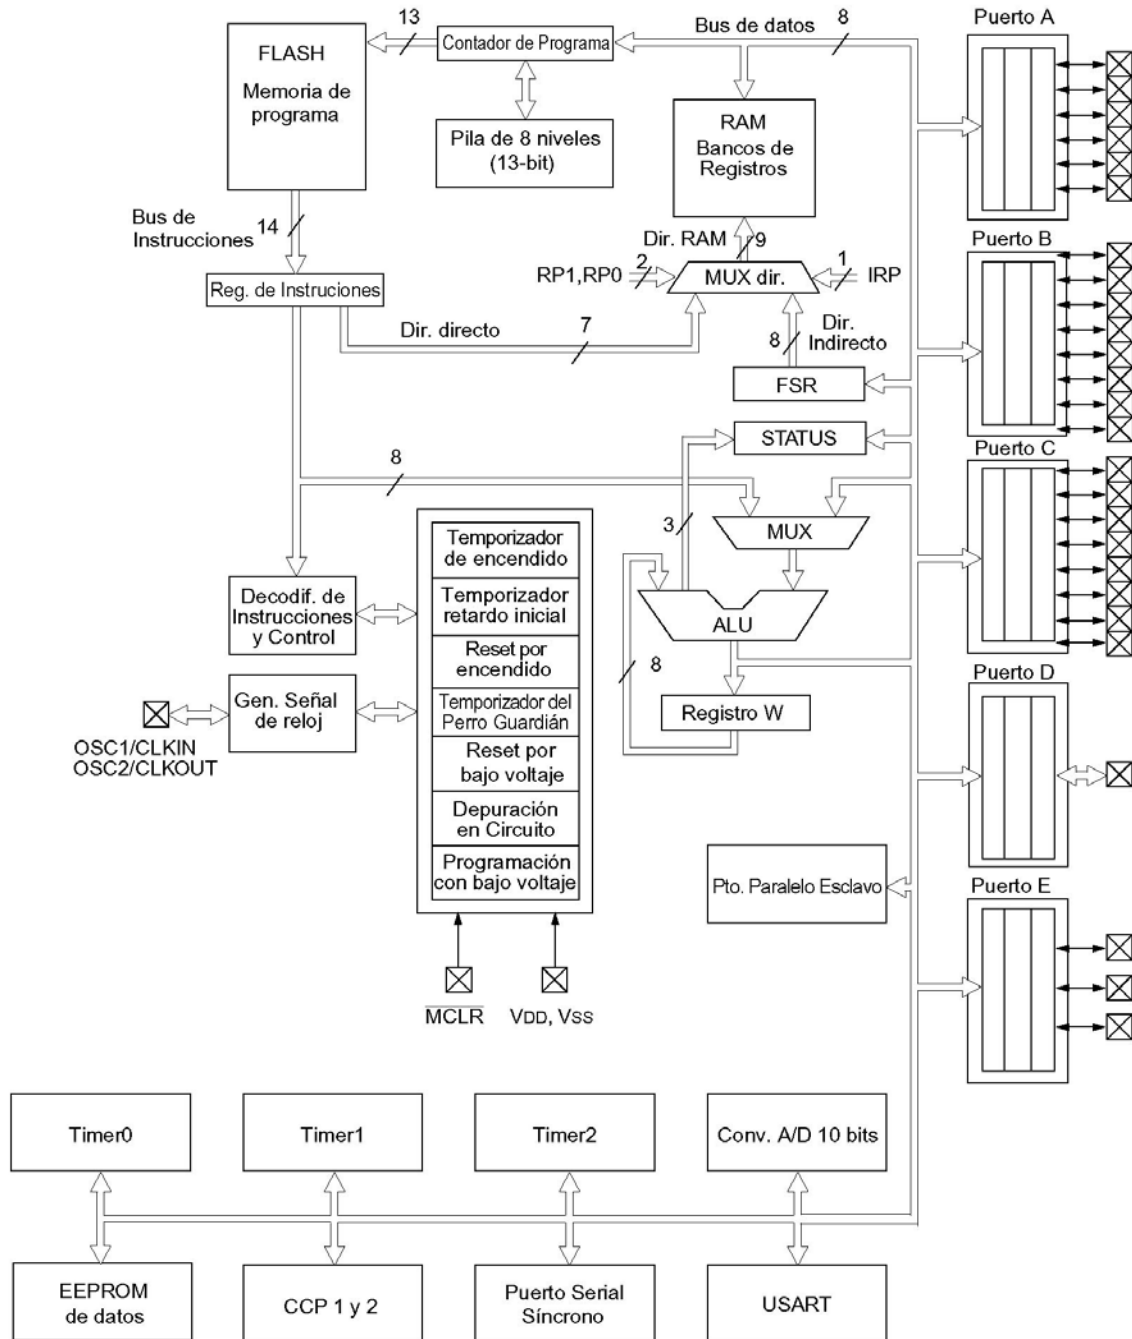 13
Bus de datos
8
Puerto A
FLASH
Memoria de
programa
Contador de Programa
Pila de 8 niveles
(13-bit)
RAM
Bancos de
Registros
Bus de
Instrucciones
14
Dir. RAM
9
Puerto B
RP1,RP0
2
MUX dir.
1
IRP
Reg. de Instruciones
Dir. directo
7
8
Dir.
Indirecto
FSR
STATUS
Puerto C
8
3
MUX
Temporizador
de encendido
Temporizador
retardo inicial
Reset por
encendido
Temporizador del
Perro Guardián
Reset por
bajo voltaje
Depuración
en Circuito
Programación
con bajo voltaje
Decodif. de
Instrucciones
y Control
ALU
8
Puerto D
Gen. Señal
de reloj
Registro W
OSC1/CLKIN
OSC2/CLKOUT
Pto. Paralelo Esclavo
Puerto E
MCLR
VDD, VSS
Timer0
Timer1
Timer2
Conv. A/D 10 bits
EEPROM
de datos
CCP 1 y 2
Puerto Serial
Síncrono
USART